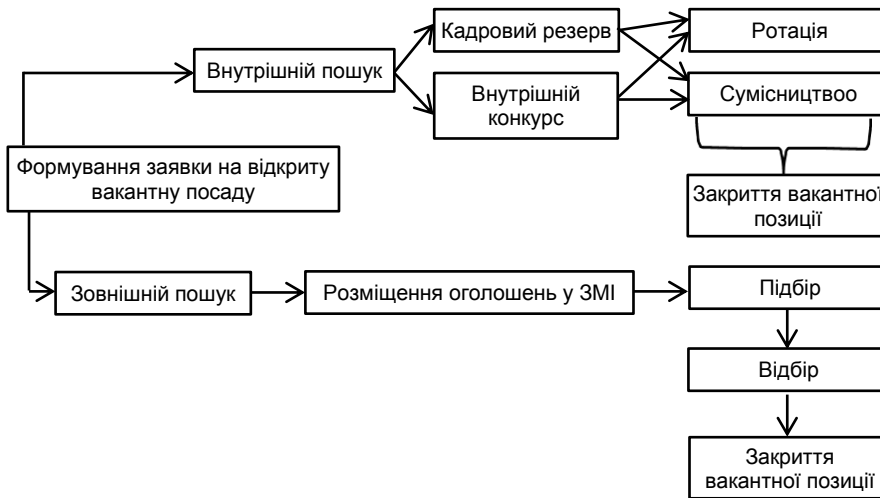 Кадровий резерв
Ротація
Внутрішній пошук
Внутрішній
конкурс
Сумісництвоо
Формування заявки на відкриту
вакантну посаду
Закриття вакантної
позиції
Зовнішній пошук
Розміщення оголошень у ЗМІ
Підбір
Відбір
Закриття
вакантної позиції